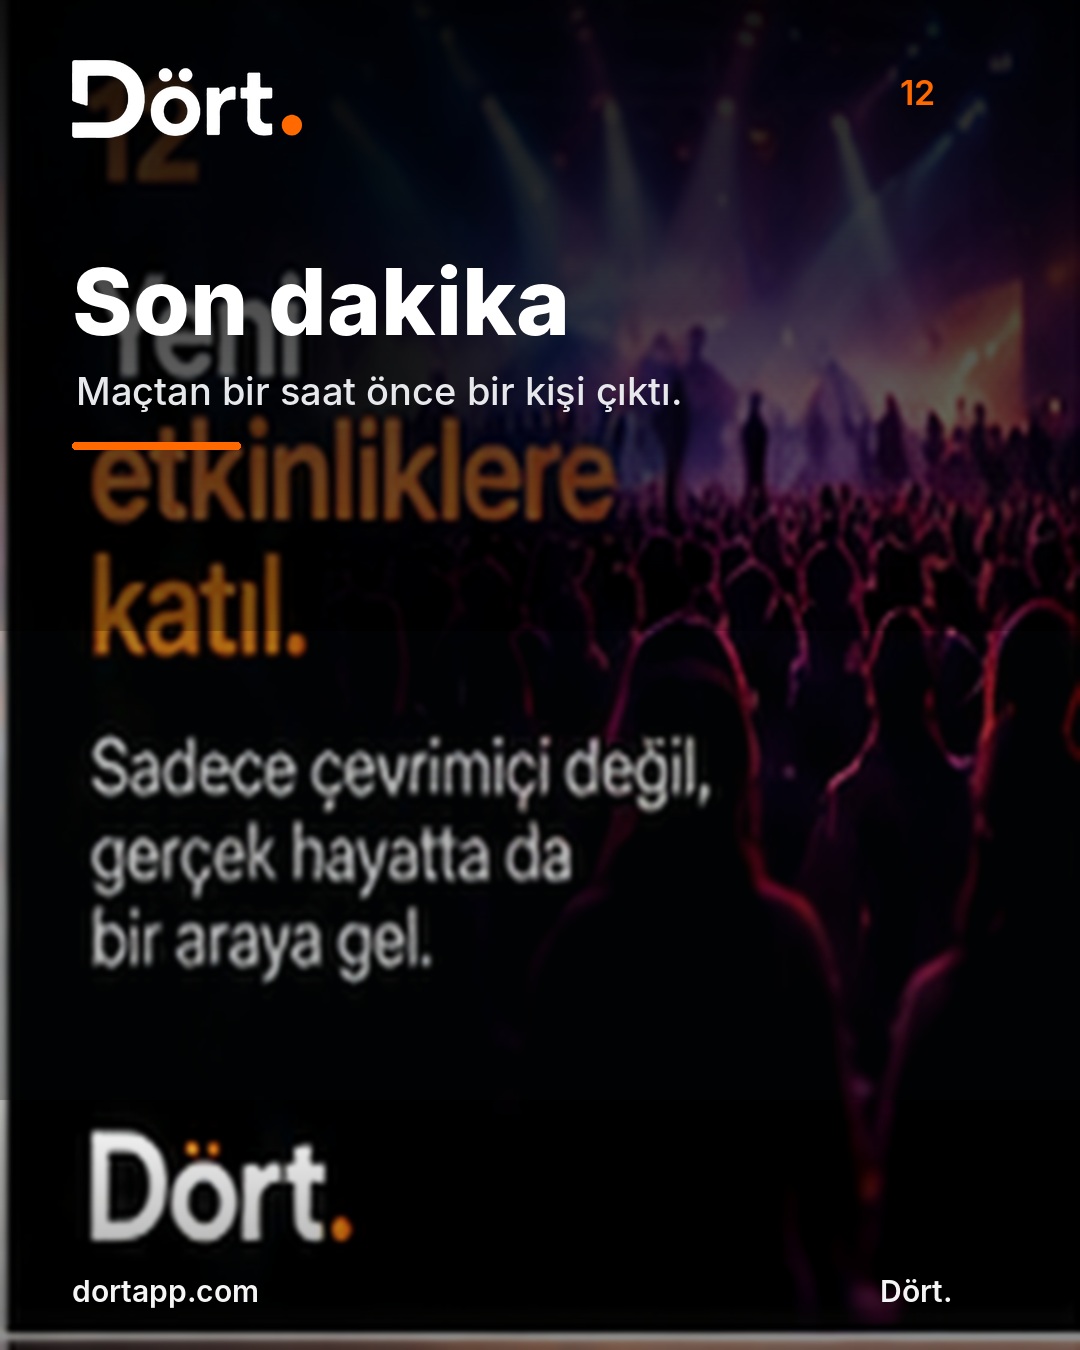 Dört.
12
12
Son dakika
Yeni
Maçtan bir saat önce bir kişi çıktı.
etkinliklere
katıl.
Sadece çevrimiçi değil,
gerçek hayatta da
bir araya gel.
Dört.
dortapp.com
Dört.